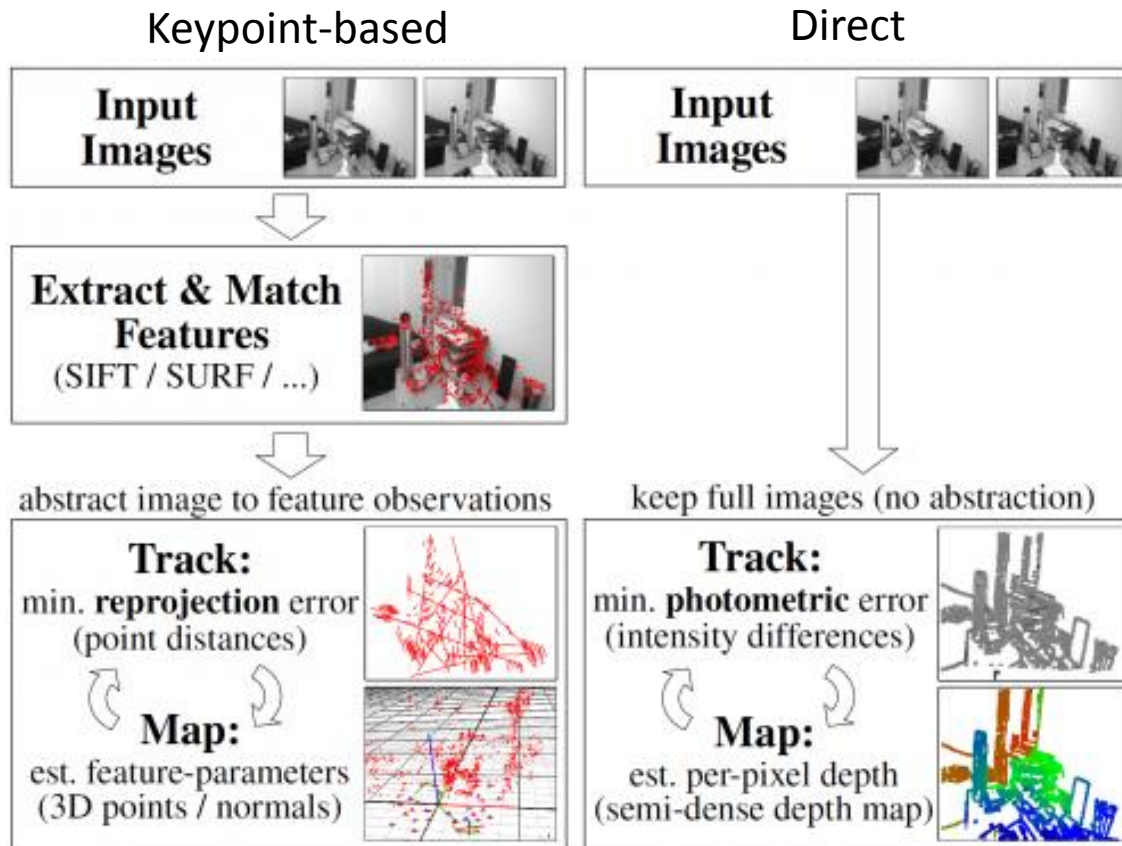 Keypoint-based
Input
Images
Extract & Match
Features
(SIFT / SURF / ...)
abstract image to feature observations
Track:
min. reprojection error
(point distances)
Map:
est. feature-parameters
(3D points / normals)
Direct
Input
Images
keep full images (no abstraction)
Track:
min. photometric error
(intensity differences)
Map:
est. per-pixel depth
(semi-dense depth map)